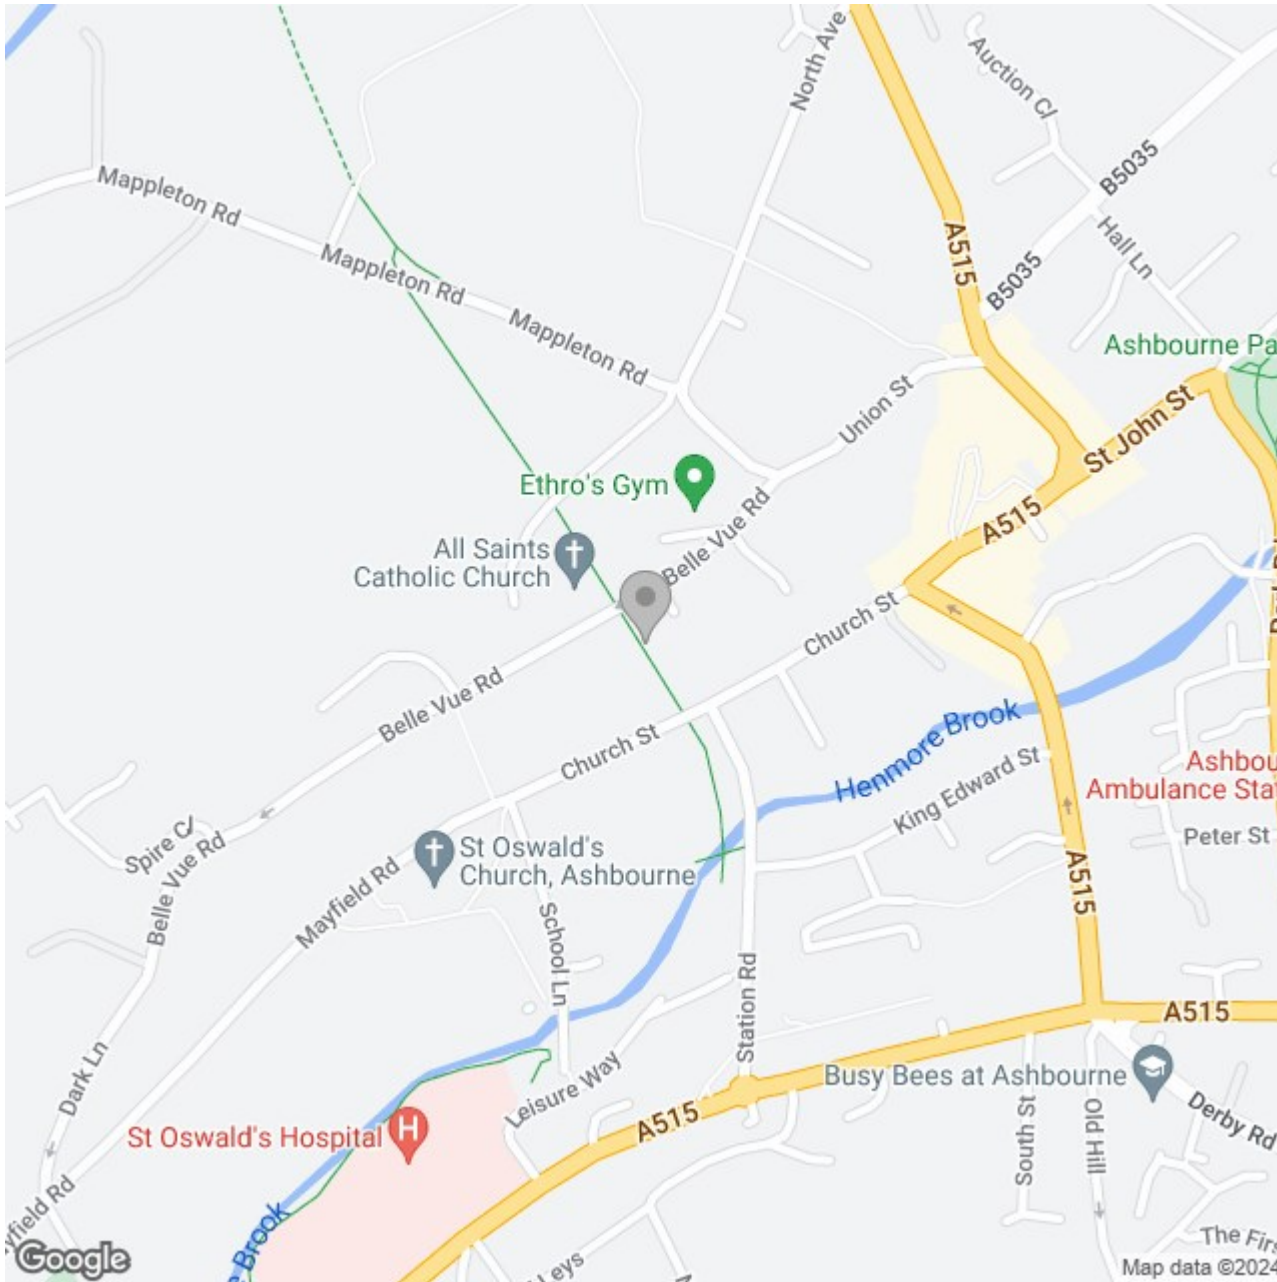 North Ave
Auction Cl
B5035
Mappleton Rd
Hall Ln
A515
Mappleton Rd
B5035
Mappleton Rd
Ashbourne Pa
Union St
St John St
Ethro's Gym
A515
Belle Vue Rd
All Saints
Catholic Church
Church St
Belle Vue Rd
Henmore Brook
Church St
King Edward St
Ashbou
Ambulance Stat
Spire Cl
Belle Vue Rd
Peter St
St Oswald's
Church, Ashbourne
Mayfield Rd
A515
School Ln
Station Rd
A515
Dark Ln
Leisure Way
Busy Bees at Ashbourne
St Oswald's Hospital
A515
South St
Old Hill
Derby Rd
yfield Rd
e Brook
Leys
The Firs
Google
Map data ©2024